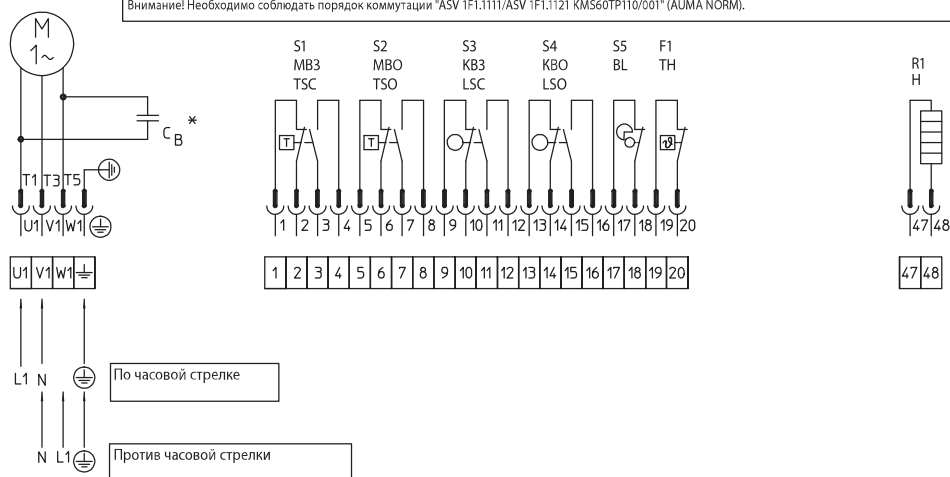 Внимание! Необходимо соблюдать порядок коммутации "ASV 1F1.1111/ASV 1F1.1121 KMS60TP110/001" (AUMA NORM).
M
1~
S1 S2 S3 S4 S5 F1
MB3 MBO KB3 KBO BL TH
TSC TSO LSC LSO
R1
H
C B *
T T ϑ
T1 T3 T5
U1 V1 W1
1 2 3 4 5 6 7 8 9 10 11 12 13 14 15 16 17 18 19 20
47 48
U1 V1 W1
1 2 3 4 5 6 7 8 9 10 11 12 13 14 15 16 17 18 19 20
47 48
L1 N
По часовой стрелке
N L1
Против часовой стрелки